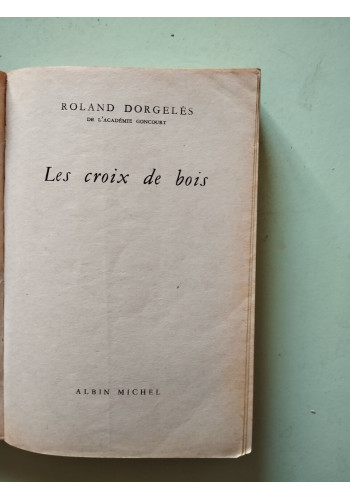 ROLAND DORGELÈS
DE L'ACADÉMIE GONCOURT
Les croix de bois
ALBIN MICHEL